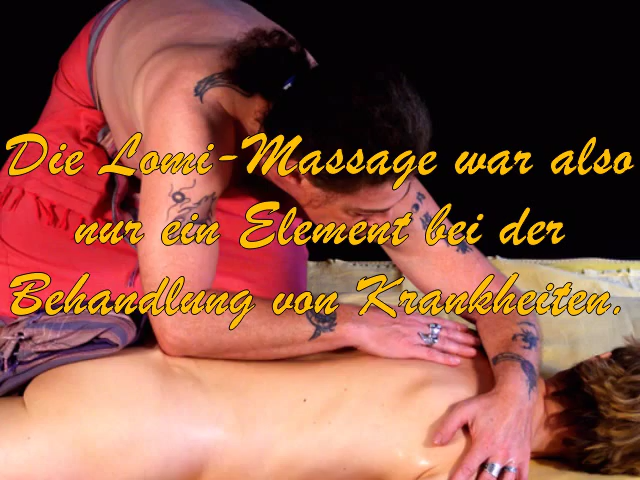 Die Lomi-Massage war also
nur ein Element bei der
Behandlung von Krankheiten.